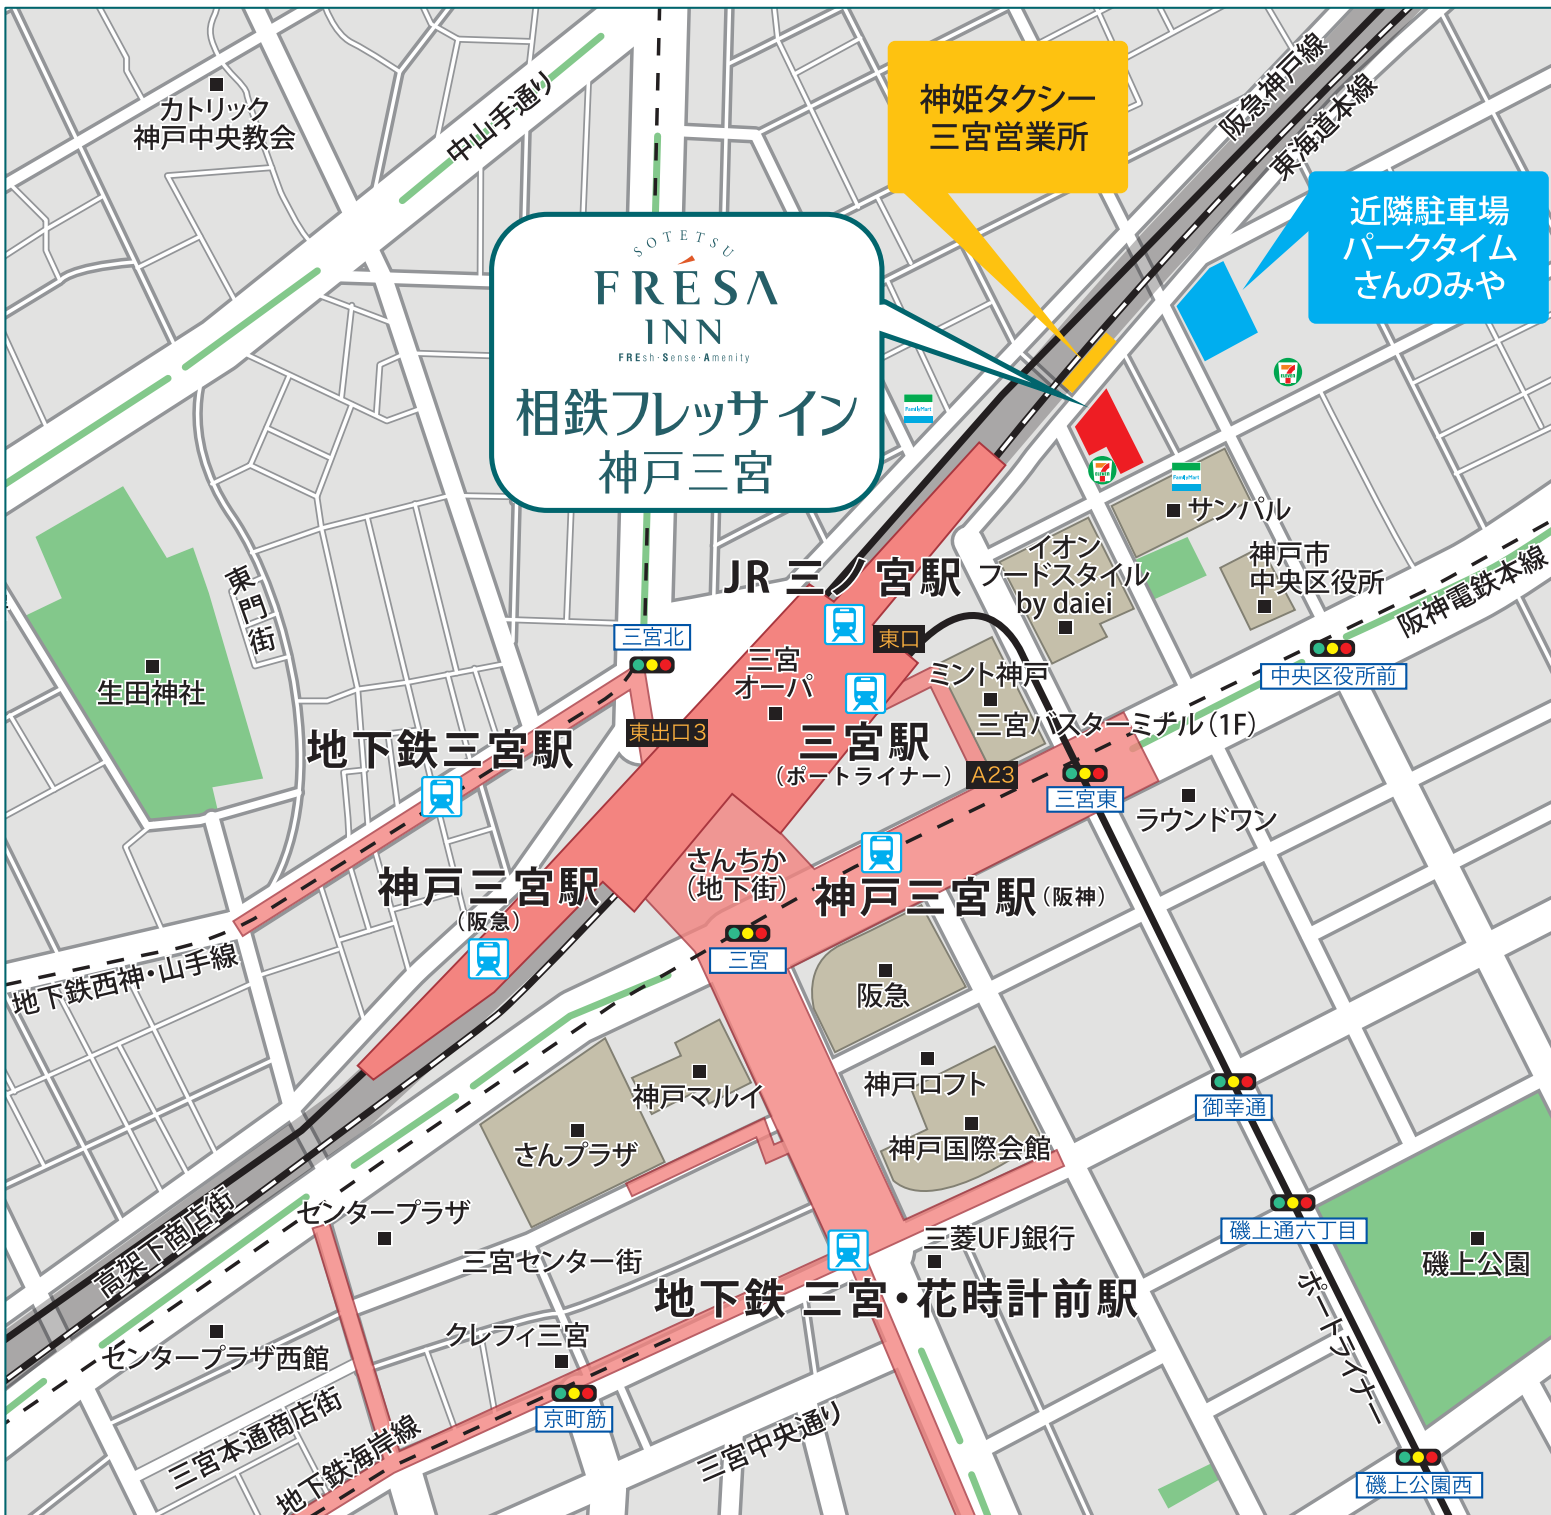 カトリック
神戸中央教会
中山手通り
神姫タクシー
三宮営業所
阪急神戸線
東海道本線
近隣駐車場
パークタイム
さんのみや
SOTETSU
FRÉSA
INN
FREsh・Sense・Amenity
相鉄フレッサイン
神戸三宮
FamilyMart
7 ELEVEN
7 ELEVEN
FamilyMart
サンパル
イオン
フードスタイル
by daiei
神戸市
中央区役所
阪神電鉄本線
東門街
JR 三ノ宮駅
東口
三宮北
三宮
オーパ
ミント神戸
中央区役所前
生田神社
東出口3
三宮バスターミナル(1F)
地下鉄三宮駅
三宮駅
(ポートライナー)
A23
三宮東
ラウンドワン
さんちか
(地下街)
神戸三宮駅
(阪急)
神戸三宮駅(阪神)
三宮
地下鉄西神・山手線
阪急
神戸マルイ
神戸ロフト
御幸通
さんプラザ
神戸国際会館
センタープラザ
高架下商店街
三宮センター街
三菱UFJ銀行
磯上通六丁目
磯上公園
地下鉄 三宮・花時計前駅
ポートライナー
クレフィ三宮
センタープラザ西館
京町筋
三宮本通商店街
地下鉄海岸線
三宮中央通り
磯上公園西